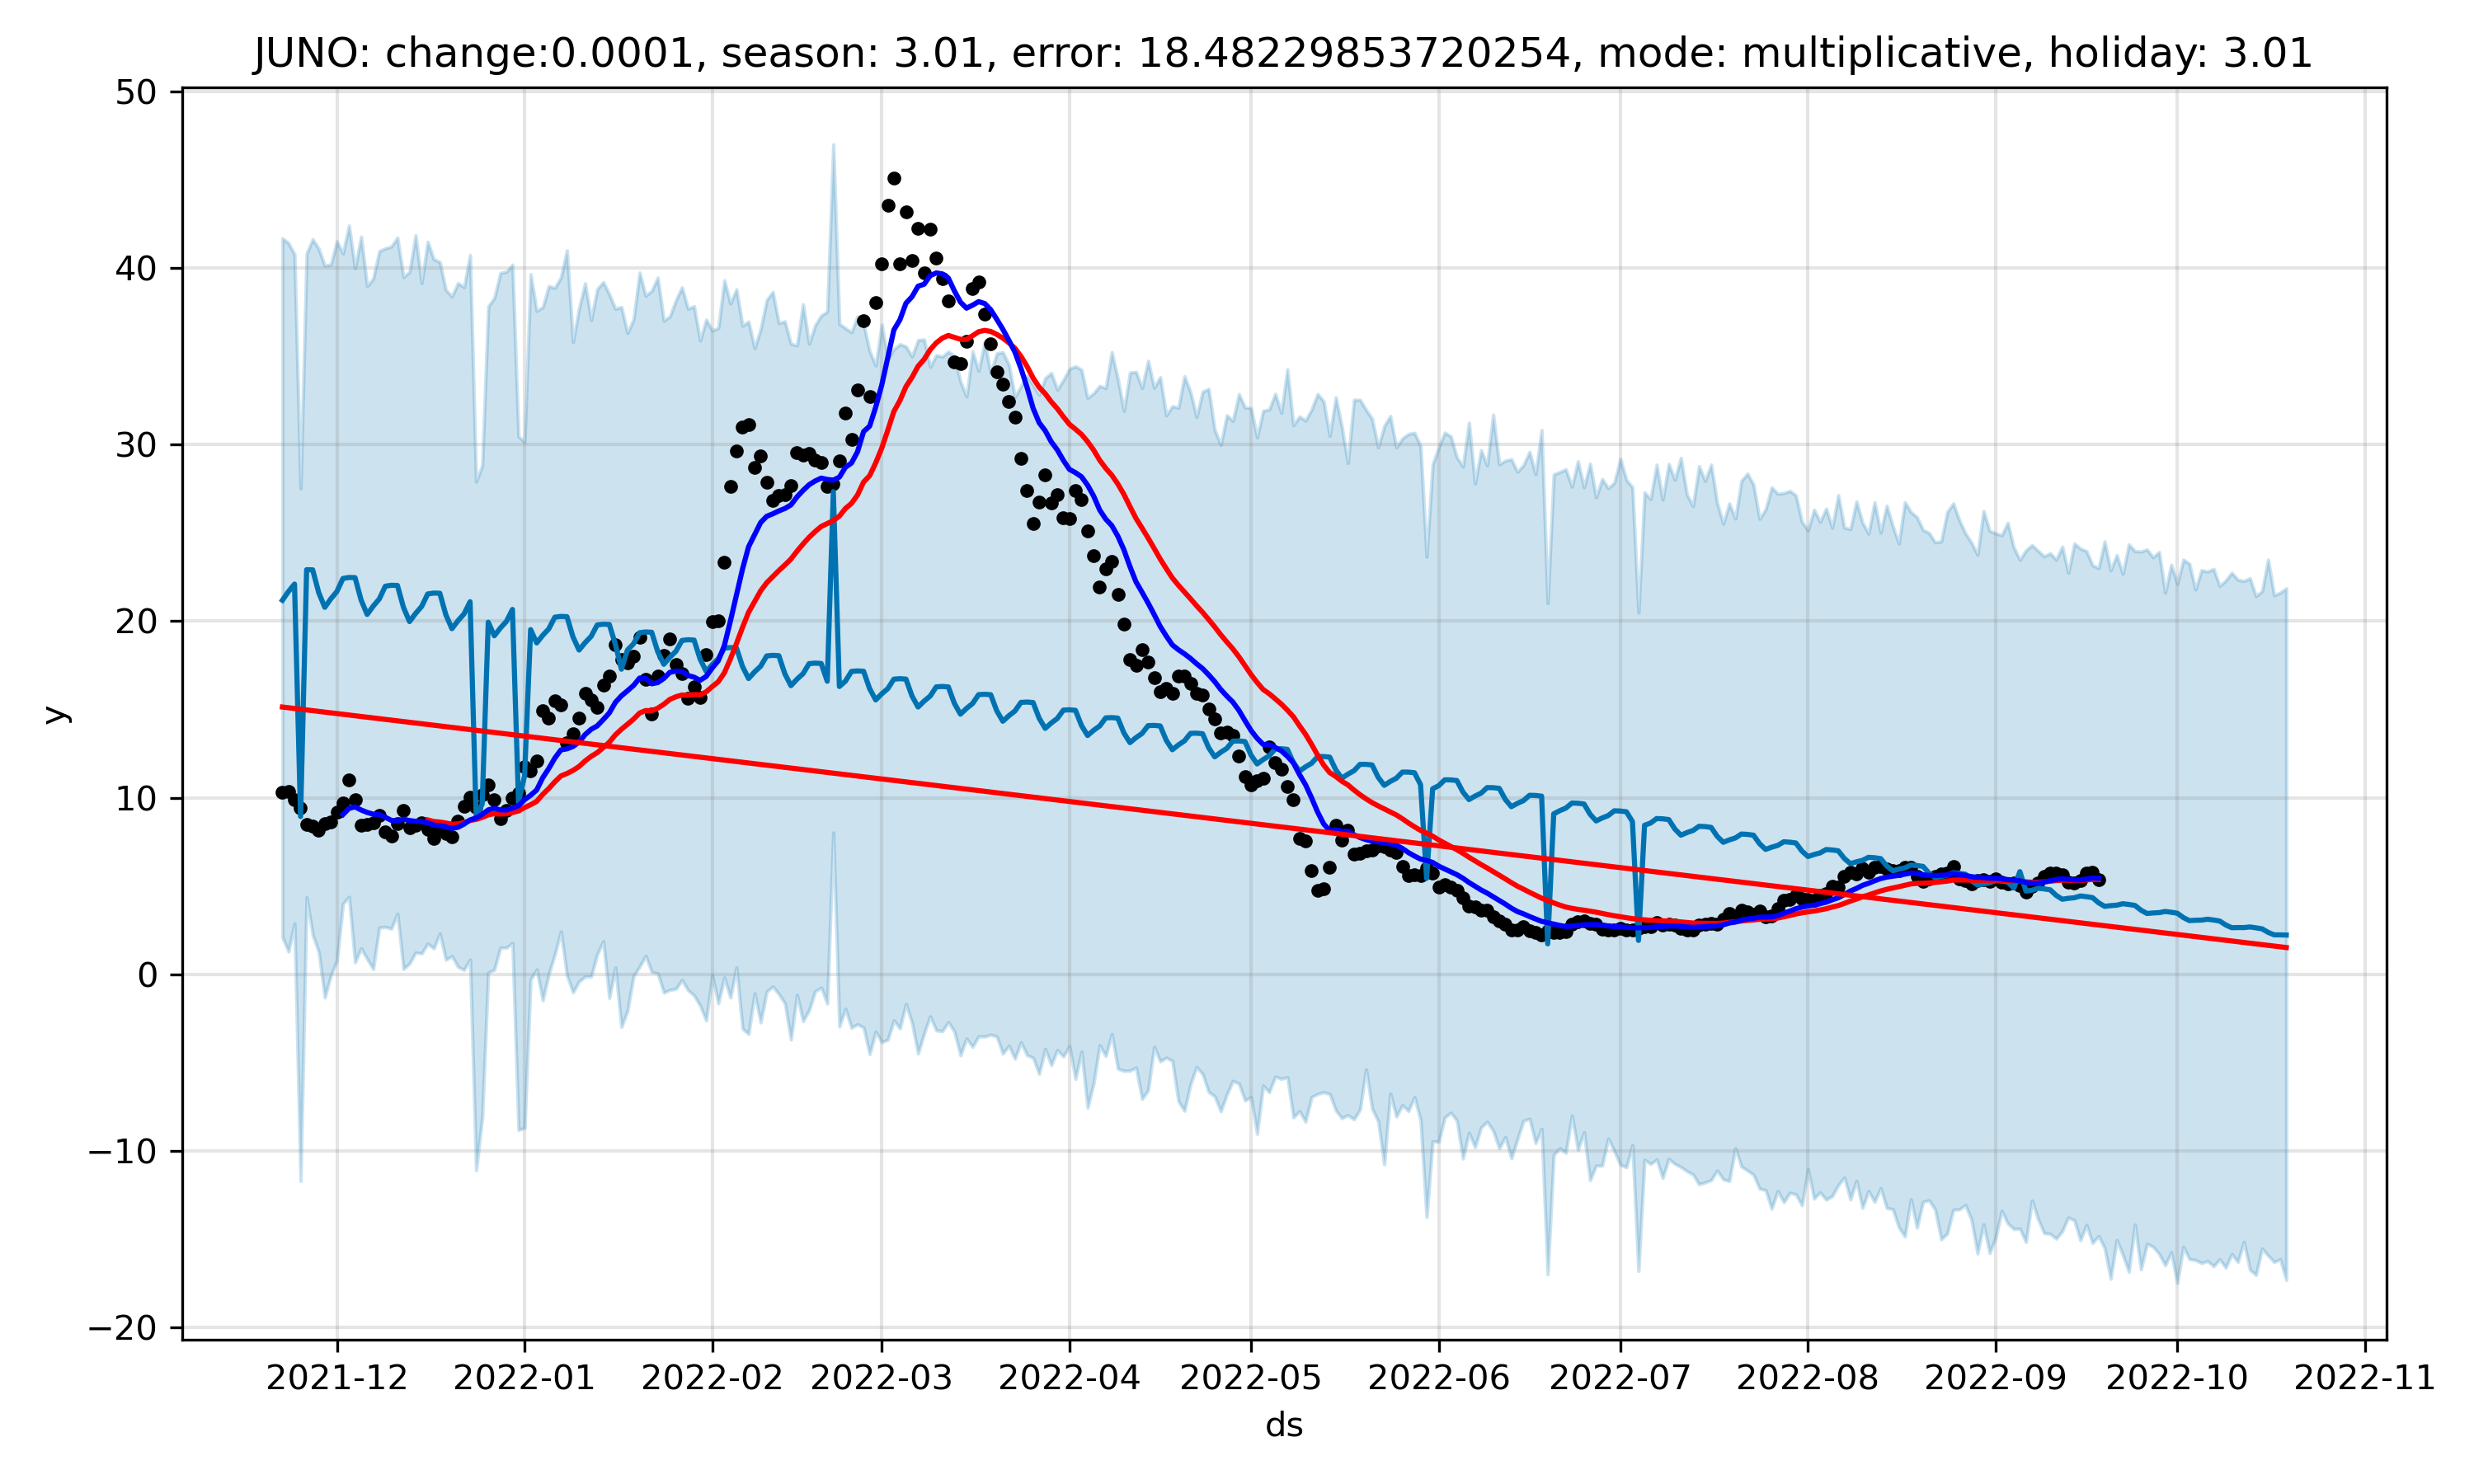 JUNO: change:0.0001, season: 3.01, error: 18.48229853720254, mode: multiplicative, holiday: 3.01
50
40
30
20
10
0
−10
−20
y
2021-12 2022-01 2022-02 2022-03 2022-04 2022-05 2022-06 2022-07 2022-08 2022-09 2022-10 2022-11
ds